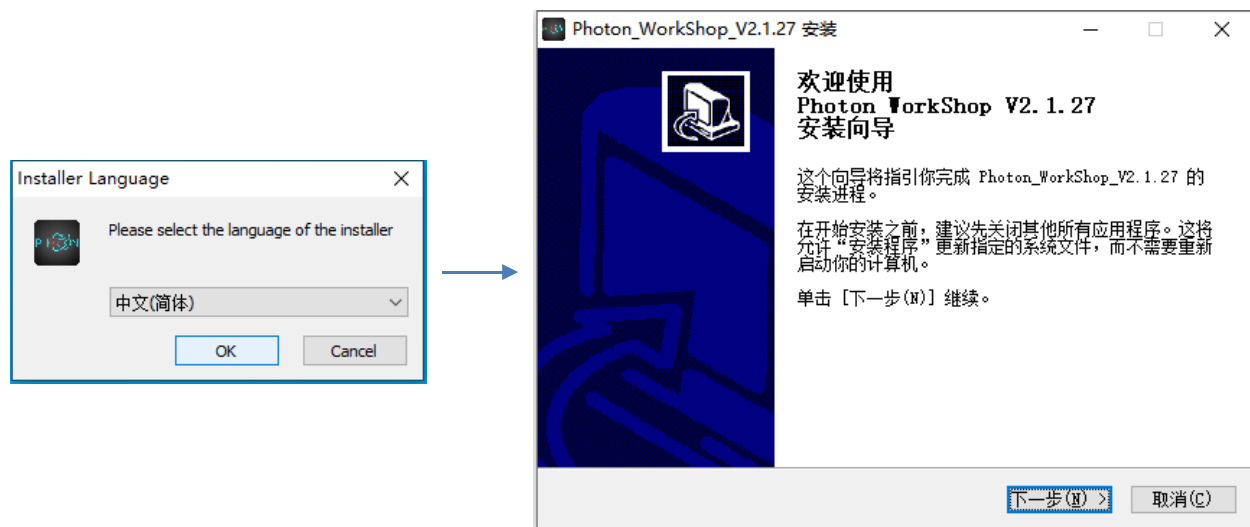 Installer Language
Please select the language of the installer
中文(简体)
OK
Cancel
Photon_WorkShop_V2.1.27 安装
欢迎使用
Photon WorkShop V2.1.27
安装向导
这个向导将指引你完成 Photon_WorkShop_V2.1.27 的
安装进程。
在开始安装之前，建议先关闭其他所有应用程序。这将
允许“安装程序”更新指定的系统文件，而不需要重新
启动你的计算机。
单击 [下一步(N)] 继续。
下一步(N) >
取消(C)